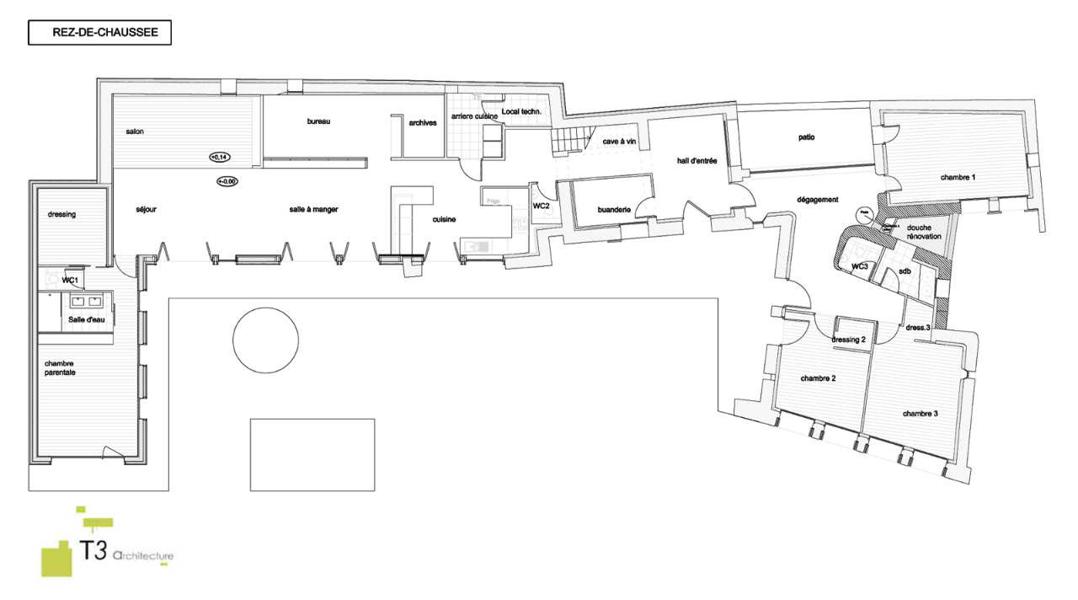 REZ-DE-CHAUSSEE
salon
bureau
archives
arriere cuisine
Local techn.
cave à vin
hall d'entrée
patio
chambre 1
+0,14
+-0.00
dressing
séjour
salle à manger
cuisine
Frigo
WC2
buanderie
dégagement
douche
rénovation
WC3
sdb
WC1
Salle d'eau
chambre
parentale
dress.3
dressing 2
chambre 2
chambre 3
T3 architecture